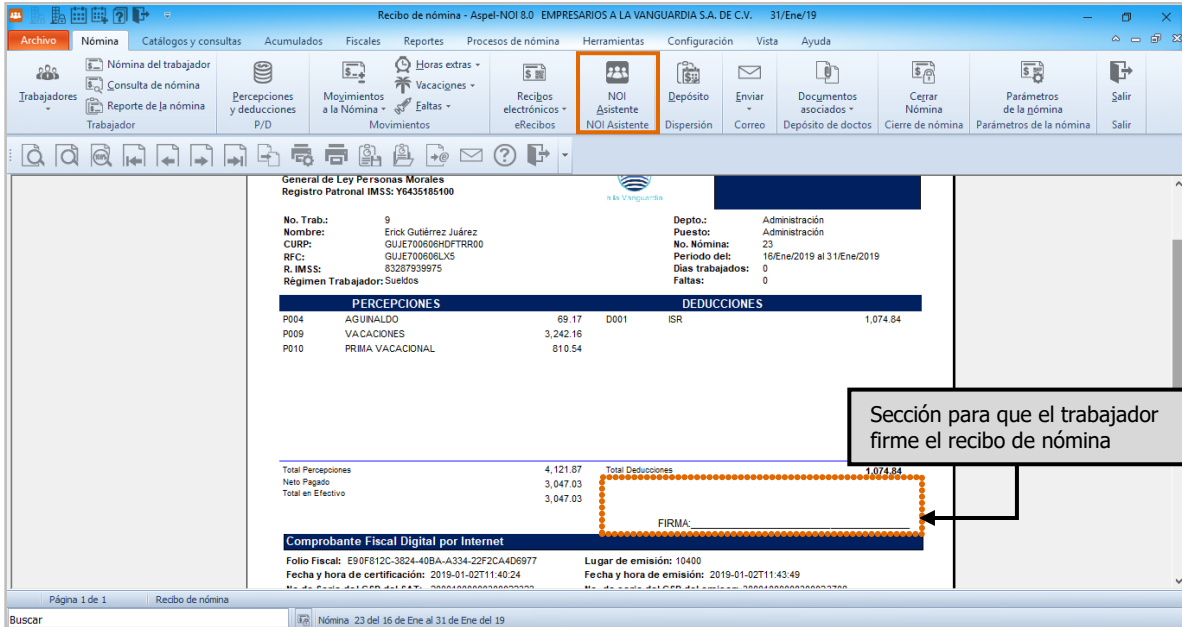 Recibo de nómina - Aspel-NOI 8.0 EMPRESARIOS A LA VANGUARDIA S.A. DE C.V. 31/Ene/19
Archivo Nómina Catálogos y consultas Acumulados Fiscales Reportes Procesos de nómina Herramientas Configuración Vista Ayuda
Trabajadores
Nómina del trabajador
Consulta de nómina
Reporte de la nómina
Trabajador
Percepciones
y deducciones
P/D
Movimientos
a la Nómina
Horas extras
Vacaciones
Faltas
Movimientos
Recibos
electrónicos
eRecibos
NOI
Asistente
NOI Asistente
Depósito
Dispersión
Enviar
Correo
Documentos
asociados
Depósito de doctos
Cerrar
Nómina
Cierre de nómina
Parámetros
de la nómina
Parámetros de la nómina
Salir
Salir
General de Ley Personas Morales
Registro Patronal IMSS: Y6435185100
a la Vanguardia
No. Trab.: 9
Nombre: Erick Gutiérrez Juárez
CURP: GUJE700606HDFTRR00
RFC: GUJE700606LX5
R. IMSS: 83287939975
Régimen Trabajador: Sueldos
Depto.: Administración
Puesto: Administración
No. Nómina: 23
Periodo del: 16/Ene/2019 al 31/Ene/2019
Días trabajados: 0
Faltas: 0
PERCEPCIONES DEDUCCIONES
P004 AGUINALDO 69.17 D001 ISR 1,074.84
P009 VACACIONES 3,242.16
P010 PRIMA VACACIONAL 810.54
Sección para que el trabajador
firme el recibo de nómina
Total Percepciones 4,121.87 Total Deducciones 1,074.84
Neto Pagado 3,047.03
Total en Efectivo 3,047.03
FIRMA:
Comprobante Fiscal Digital por Internet
Folio Fiscal: E90F812C-3824-40BA-A334-22F2CA4D6977 Lugar de emisión: 10400
Fecha y hora de certificación: 2019-01-02T11:40:24 Fecha y hora de emisión: 2019-01-02T11:43:49
Página 1 de 1 Recibo de nómina
Buscar Nómina 23 del 16 de Ene al 31 de Ene del 19